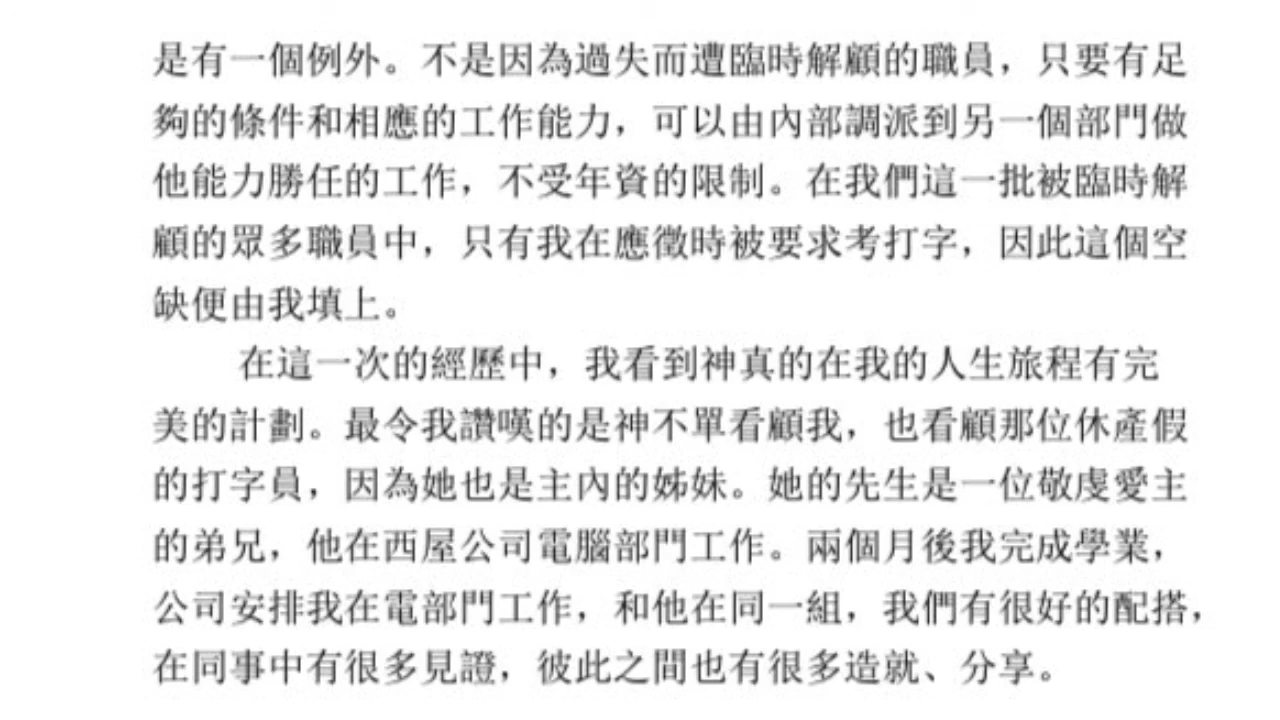 是有一個例外。不是因為過失而遭臨時解顧的職員，只要有足
夠的條件和相應的工作能力，可以由內部調派到另一個部門做
他能力勝任的工作，不受年資的限制。在我們這一批被臨時解
顧的眾多職員中，只有我在應徵時被要求考打字，因此這個空
缺便由我填上。
在這一次的經歷中，我看到神真的在我的人生旅程有完
美的計劃。最令我讚嘆的是神不單看顧我，也看顧那位休產假
的打字員，因為她也是主內的姊妹。她的先生是一位敬虔愛主
的弟兄，他在西屋公司電腦部門工作。兩個月後我完成學業，
公司安排我在電部門工作，和他在同一組，我們有很好的配搭，
在同事中有很多見證，彼此之間也有很多造就、分享。